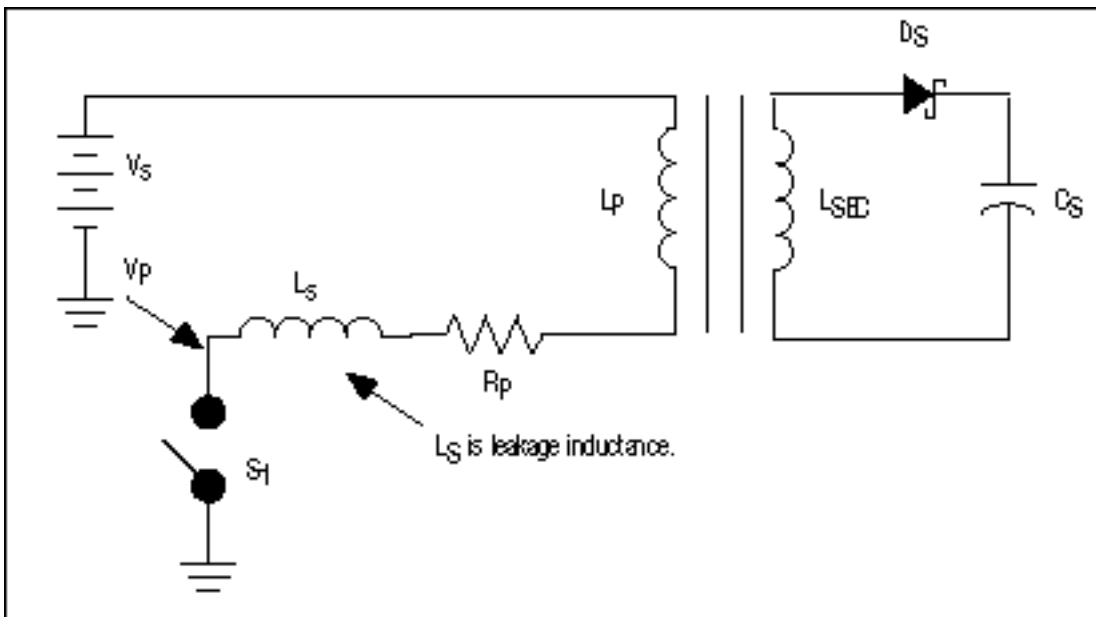 DS
VS
LP
LSEC
CS
VP
LS
RP
LS is leakage inductance.
S1